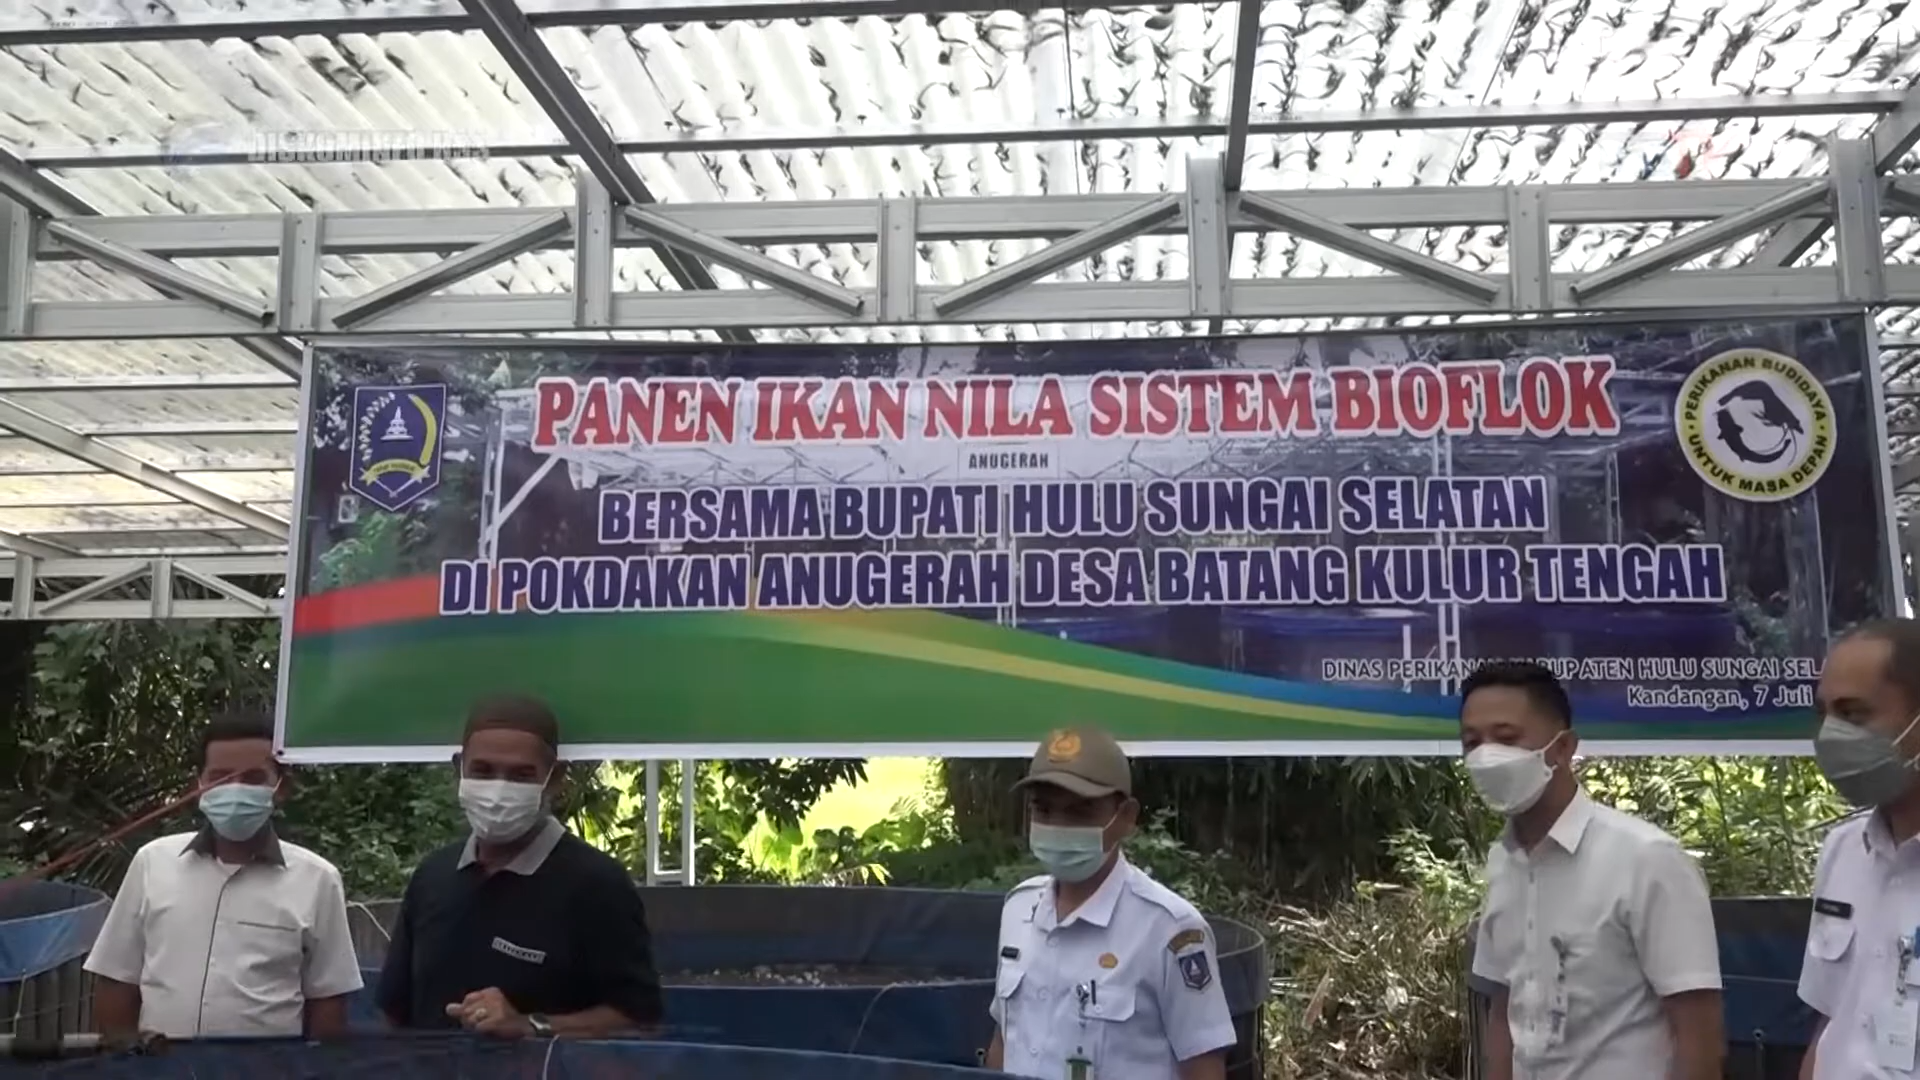 DISKOMINFO HSS
PANEN IKAN NILA SISTEM BIOFLOK
ANUGERAH
BERSAMA BUPATI HULU SUNGAI SELATAN
DI POKDAKAN ANUGERAH DESA BATANG KULUR TENGAH
DINAS PERIKANAN KABUPATEN HULU SUNGAI SELA
Kandangan, 7 Juli
PERIKANAN BUDIDAYA
UNTUK MASA DEPAN